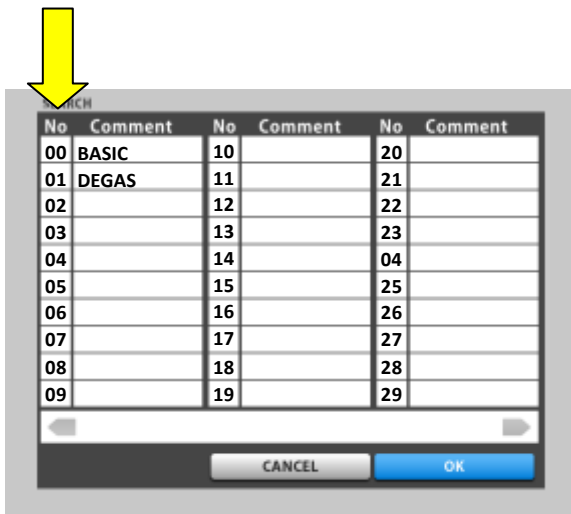 SEARCH
No Comment No Comment No Comment
00 BASIC 10 20
01 DEGAS 11 21
02 12 22
03 13 23
04 14 04
05 15 25
06 16 26
07 17 27
08 18 28
09 19 29
CANCEL OK